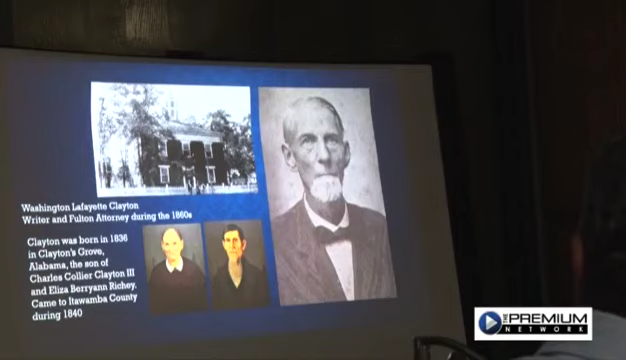 Washington Lafayette Clayton
Writer and Fulton Attorney during the 1860s
Clayton was born in 1836
in Clayton's Grove,
Alabama, the son of
Charles Collier Clayton III
and Eliza Berryann Richey.
Came to Itawamba County
during 1840
THE PREMIUM
NETWORK